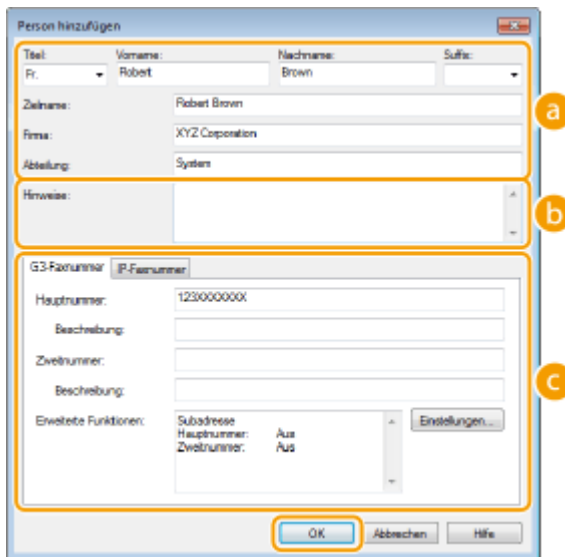 Person hinzufügen
Titel: Vorname: Nachname: Suffix:
Fr. Robert Brown
Zielname: Robert Brown
Firma: XYZ Corporation
Abteilung: System
a
Hinweise:
b
G3-Faxnummer IP-Faxnummer
Hauptnummer: 123XXXXXXX
Beschreibung:
Zweitnummer:
Beschreibung:
c
Erweiterte Funktionen: Subadresse Einstellungen...
Hauptnummer: Aus
Zweitnummer: Aus
OK Abbrechen Hilfe